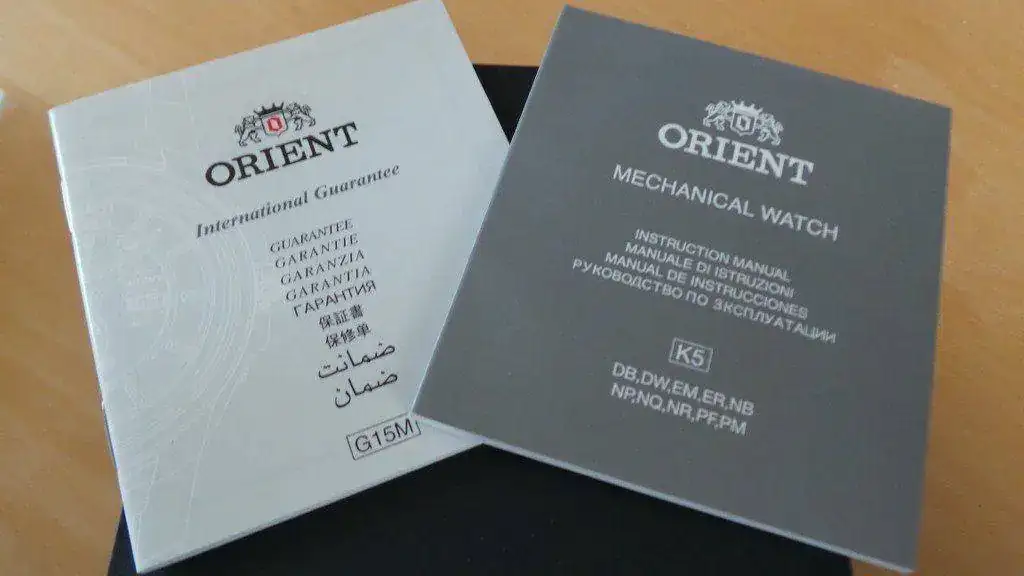 ORIENT
International Guarantee
GUARANTEE
GARANTIE
GARANZIA
GARANTIA
ГАРАНТИЯ
保証書
保修单
ضمانت
ضمان
G15M
ORIENT
MECHANICAL WATCH
INSTRUCTION MANUAL
MANUALE DI ISTRUZIONI
MANUAL DE INSTRUCCIONES
РУКОВОДСТВО ПО ЗКСПЛУАТАЦИИ
K5
DB,DW,EM,ER,NB
NP,NQ,NR,PF,PM